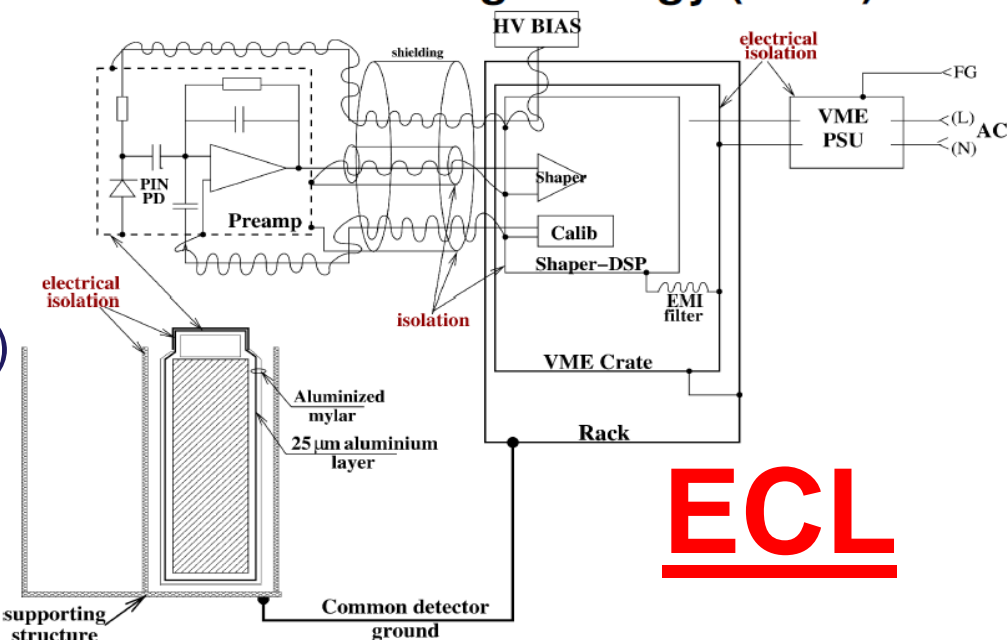 HV BIAS
shielding
electrical
isolation
FG
(L)
AC
(N)
VME
PSU
PIN
PD
Preamp
Shaper
Calib
Shaper-DSP
EMI
filter
isolation
electrical
isolation
)
VME Crate
Rack
Aluminized
mylar
25 μm aluminium
layer
ECL
Common detector
ground
supporting
structure